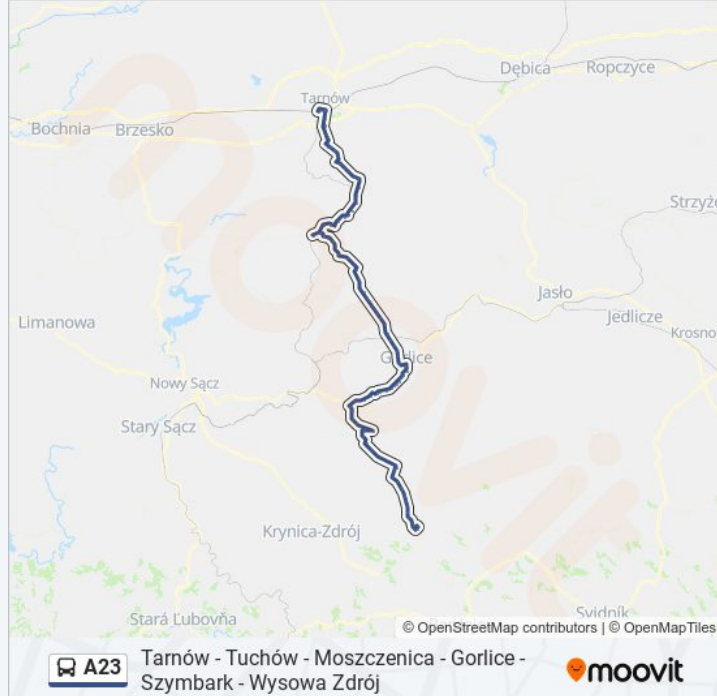 Dębica
Ropczyce
Tarnów
Bochnia
Brzesko
Strzyżo
Jasło
Limanowa
Jedlicze
Krosno
Gorlice
Nowy Sącz
Stary Sącz
Krynica-Zdrój
Stará Ľubovňa
Svidník
© OpenStreetMap contributors | © OpenMapTiles
A23
Tarnów - Tuchów - Moszczenica - Gorlice -
Szymbark - Wysowa Zdrój
moovit